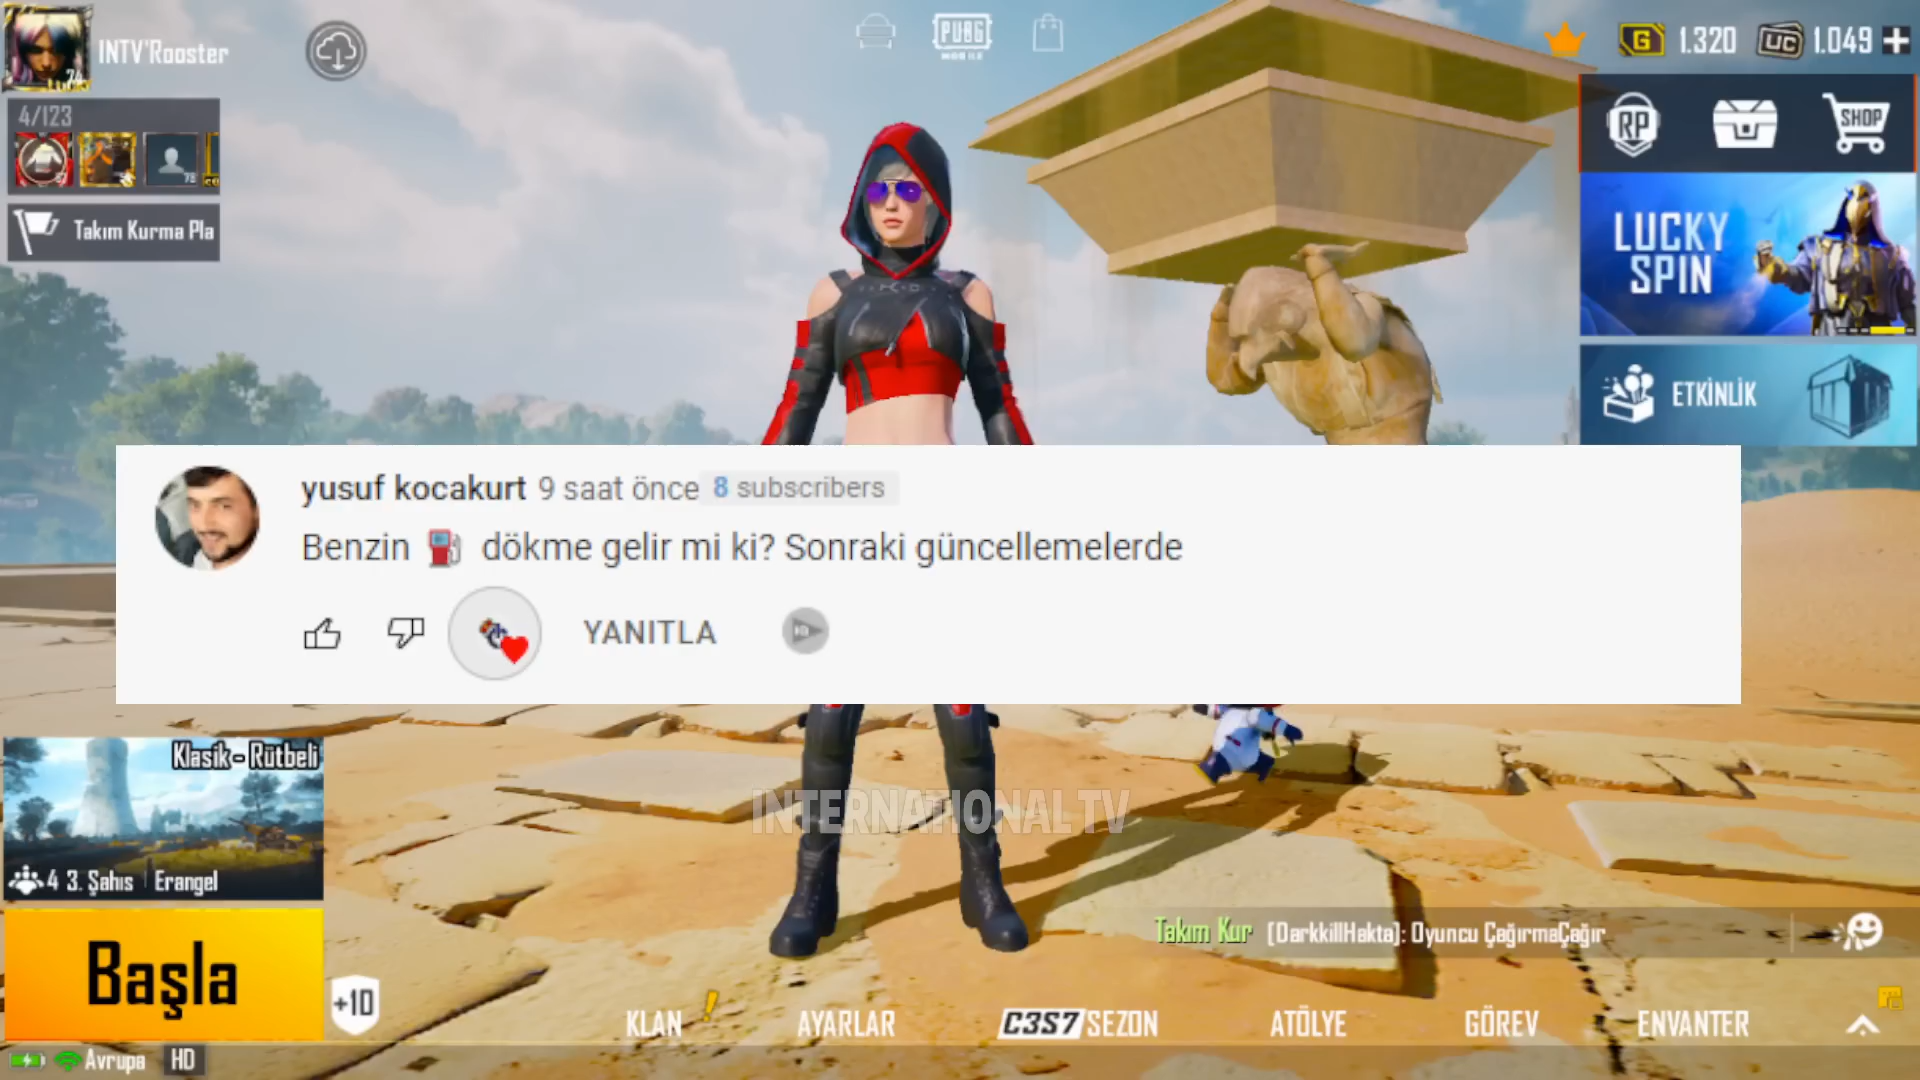 INTV'Rooster
PUBG
MOBILE
G 1.320
UC 1.049
4/123
Takım Kurma Pla
RP
SHOP
LUCKY
SPIN
ETKİNLİK
yusuf kocakurt 9 saat önce 8 subscribers
Benzin ⛽ dökme gelir mi ki? Sonraki güncellemelerde
YANITLA
Klasik - Rütbeli
4 3. Şahıs Erangel
INTERNATIONAL TV
Takım Kur [DarkkillHakta]: Oyuncu ÇağırmaÇağır
Başla
+10
KLAN
AYARLAR
C3S7 SEZON
ATÖLYE
GÖREV
ENVANTER
Avrupa HD